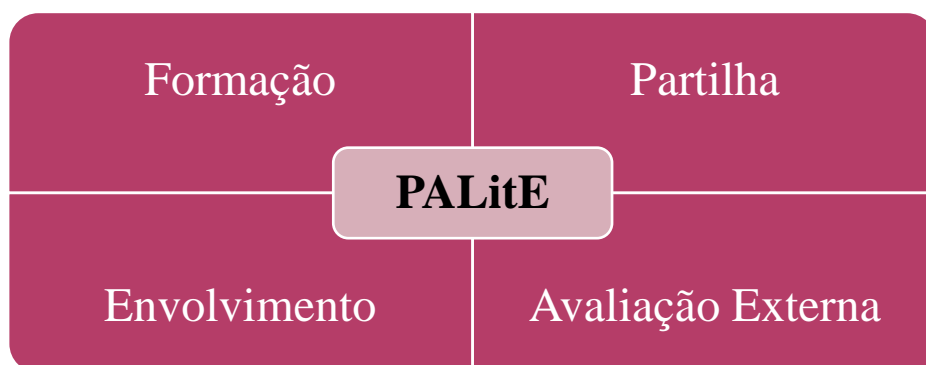 Formação
Partilha
PALitE
Envolvimento
Avaliação Externa